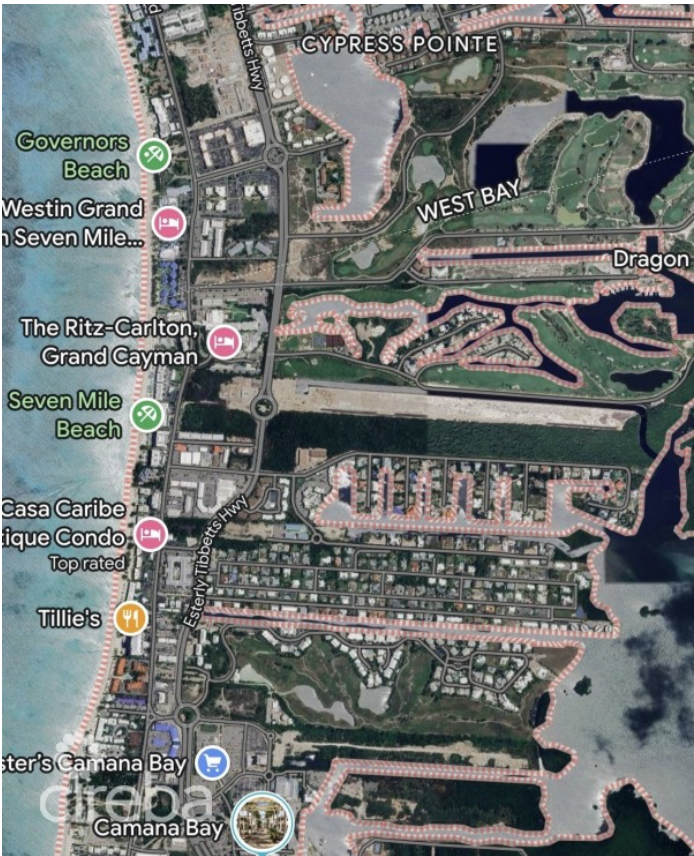 Tibbetts Hwy
CYPRESS POINTE
Governors
Beach
Westin Grand
n Seven Mile...
WEST BAY
Dragon
The Ritz-Carlton,
Grand Cayman
Seven Mile
Beach
Casa Caribe
tique Condo
Top rated
Esterly Tibbetts Hwy
Tillie's
ster's Camana Bay
cireba
Camana Bay